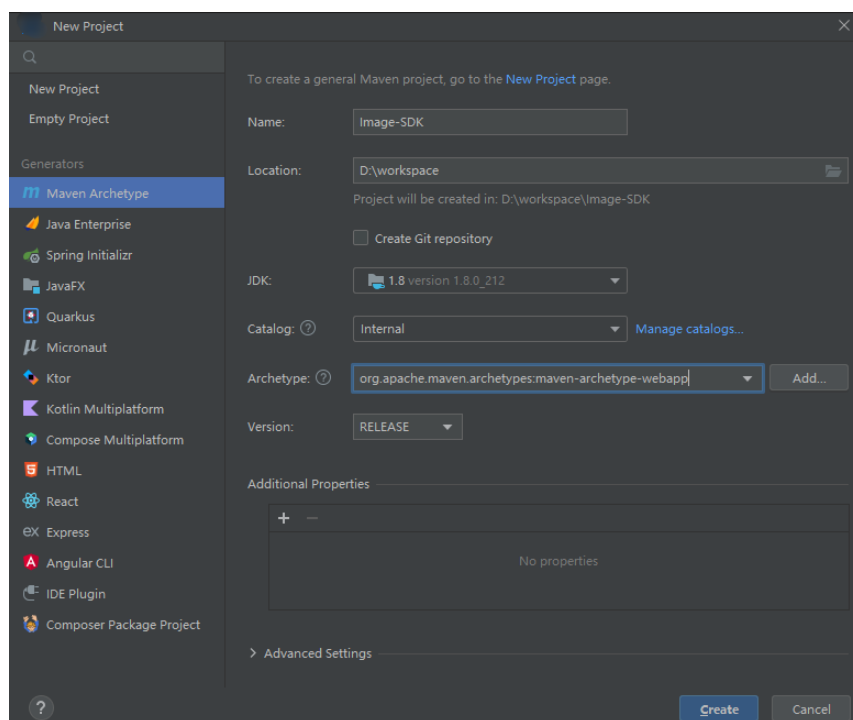 New Project
New Project
Empty Project
Generators
Maven Archetype
Java Enterprise
Spring Initializr
JavaFX
Quarkus
Micronaut
Ktor
Kotlin Multiplatform
Compose Multiplatform
HTML
React
Express
Angular CLI
IDE Plugin
Composer Package Project
To create a general Maven project, go to the New Project page.
Name: Image-SDK
Location: D:\workspace
Project will be created in: D:\workspace\Image-SDK
Create Git repository
JDK: 1.8 version 1.8.0_212
Catalog: ? Internal Manage catalogs...
Archetype: ? org.apache.maven.archetypes:maven-archetype-webapp Add...
Version: RELEASE
Additional Properties
No properties
Advanced Settings
? Create Cancel